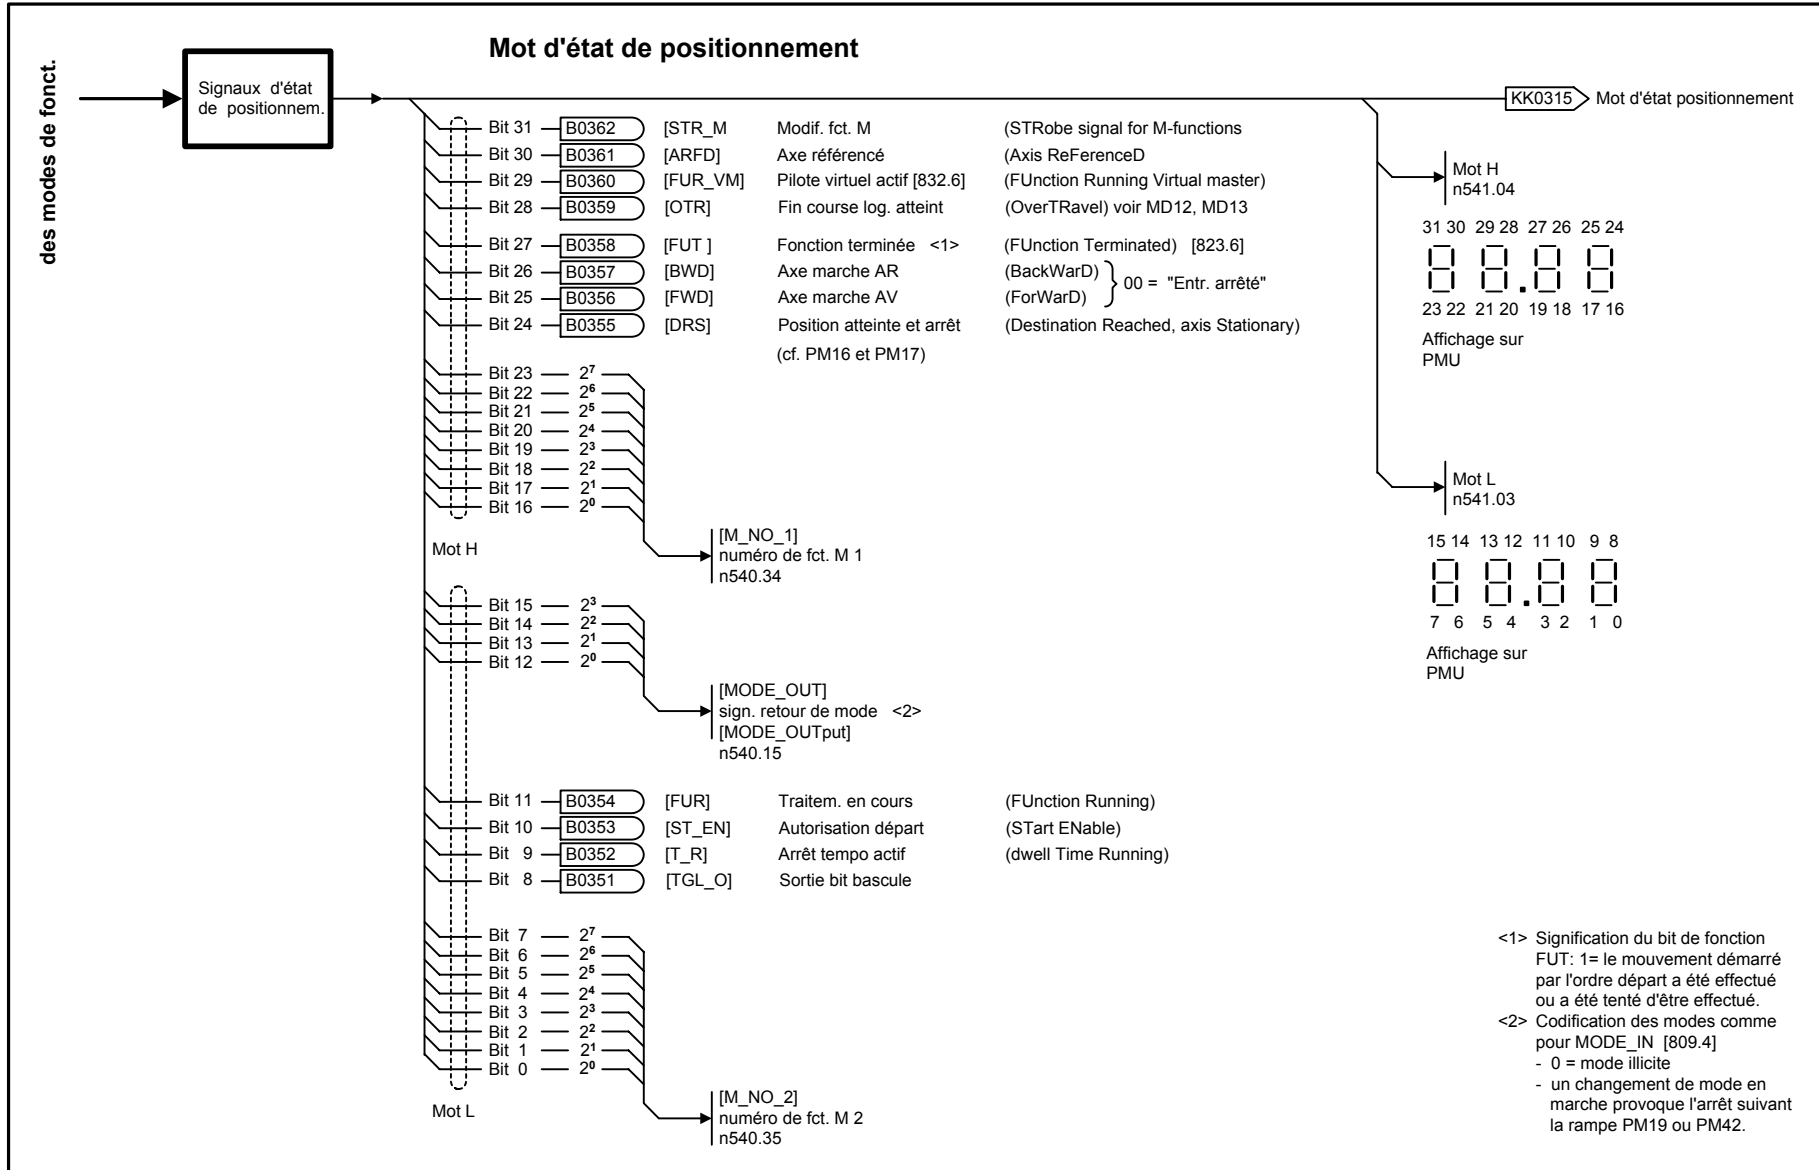 Mot d'état de positionnement
des modes de fonct.
Signaux d'état
de positionnem.
KK0315 Mot d'état positionnement
Bit 31 B0362 [STR_M Modif. fct. M (STRobe signal for M-functions
Bit 30 B0361 [ARFD] Axe référencé (Axis ReFerenceD
Bit 29 B0360 [FUR_VM] Pilote virtuel actif [832.6] (FUnction Running Virtual master)
Bit 28 B0359 [OTR] Fin course log. atteint (OverTRavel) voir MD12, MD13
Bit 27 B0358 [FUT ] Fonction terminée <1> (FUnction Terminated) [823.6]
Bit 26 B0357 [BWD] Axe marche AR (BackWarD)
00 = "Entr. arrêté"
Bit 25 B0356 [FWD] Axe marche AV (ForWarD)
Bit 24 B0355 [DRS] Position atteinte et arrêt (Destination Reached, axis Stationary)
(cf. PM16 et PM17)
Bit 23 2⁷
Bit 22 2⁶
Bit 21 2⁵
Bit 20 2⁴
Bit 19 2³
Bit 18 2²
Bit 17 2¹
Bit 16 2⁰
Mot H
[M_NO_1]
numéro de fct. M 1
n540.34
Bit 15 2³
Bit 14 2²
Bit 13 2¹
Bit 12 2⁰
[MODE_OUT]
sign. retour de mode <2>
[MODE_OUTput]
n540.15
Bit 11 B0354 [FUR] Traitem. en cours (FUnction Running)
Bit 10 B0353 [ST_EN] Autorisation départ (STart ENable)
Bit 9 B0352 [T_R] Arrêt tempo actif (dwell Time Running)
Bit 8 B0351 [TGL_O] Sortie bit bascule
Bit 7 2⁷
Bit 6 2⁶
Bit 5 2⁵
Bit 4 2⁴
Bit 3 2³
Bit 2 2²
Bit 1 2¹
Bit 0 2⁰
Mot L
[M_NO_2]
numéro de fct. M 2
n540.35
Mot H
n541.04
31 30 29 28 27 26 25 24
8 8.8 8
23 22 21 20 19 18 17 16
Affichage sur
PMU
Mot L
n541.03
15 14 13 12 11 10 9 8
8 8.8 8
7 6 5 4 3 2 1 0
Affichage sur
PMU
<1> Signification du bit de fonction
FUT: 1= le mouvement démarré
par l'ordre départ a été effectué
ou a été tenté d'être effectué.
<2> Codification des modes comme
pour MODE_IN [809.4]
- 0 = mode illicite
- un changement de mode en
marche provoque l'arrêt suivant
la rampe PM19 ou PM42.